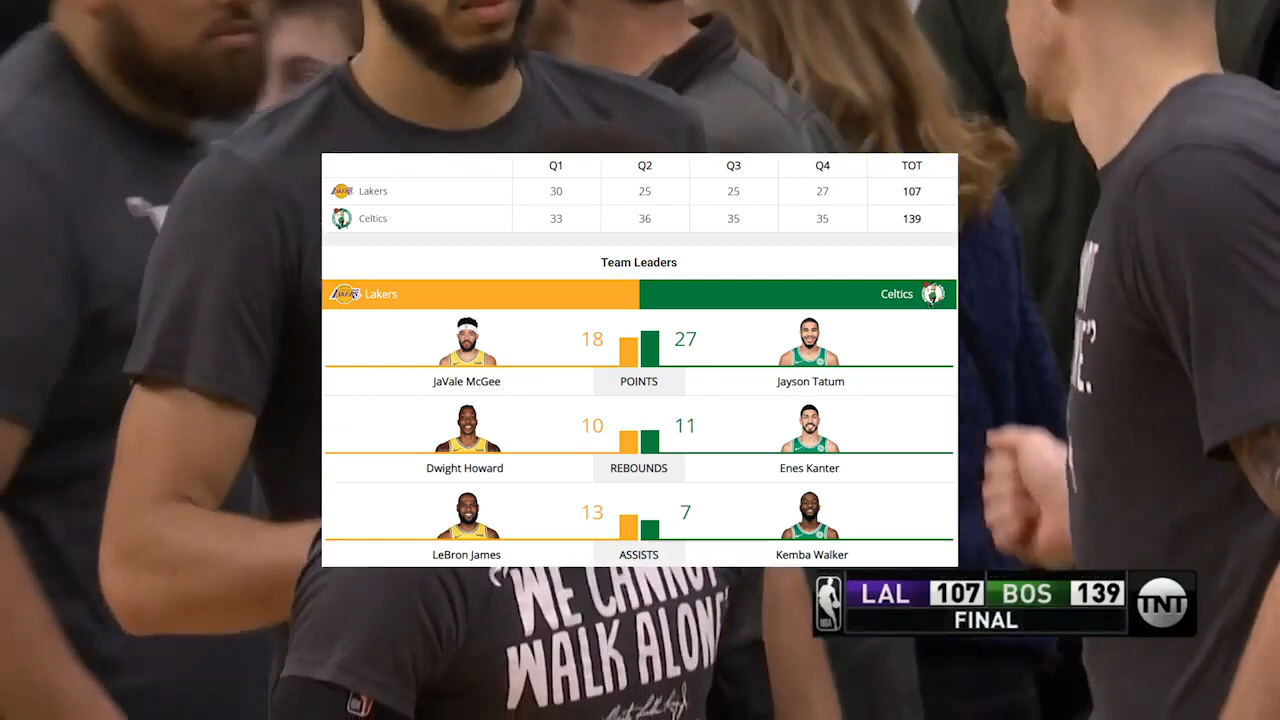 Q1 Q2 Q3 Q4 TOT
Lakers 30 25 25 27 107
Celtics 33 36 35 35 139
Team Leaders
LAKERS Lakers Celtics
18 27
JaVale McGee POINTS Jayson Tatum
10 11
Dwight Howard REBOUNDS Enes Kanter
13 7
LeBron James ASSISTS Kemba Walker
"WE CANNOT
WALK ALONE"
NBA LAL 107 BOS 139 TNT
FINAL